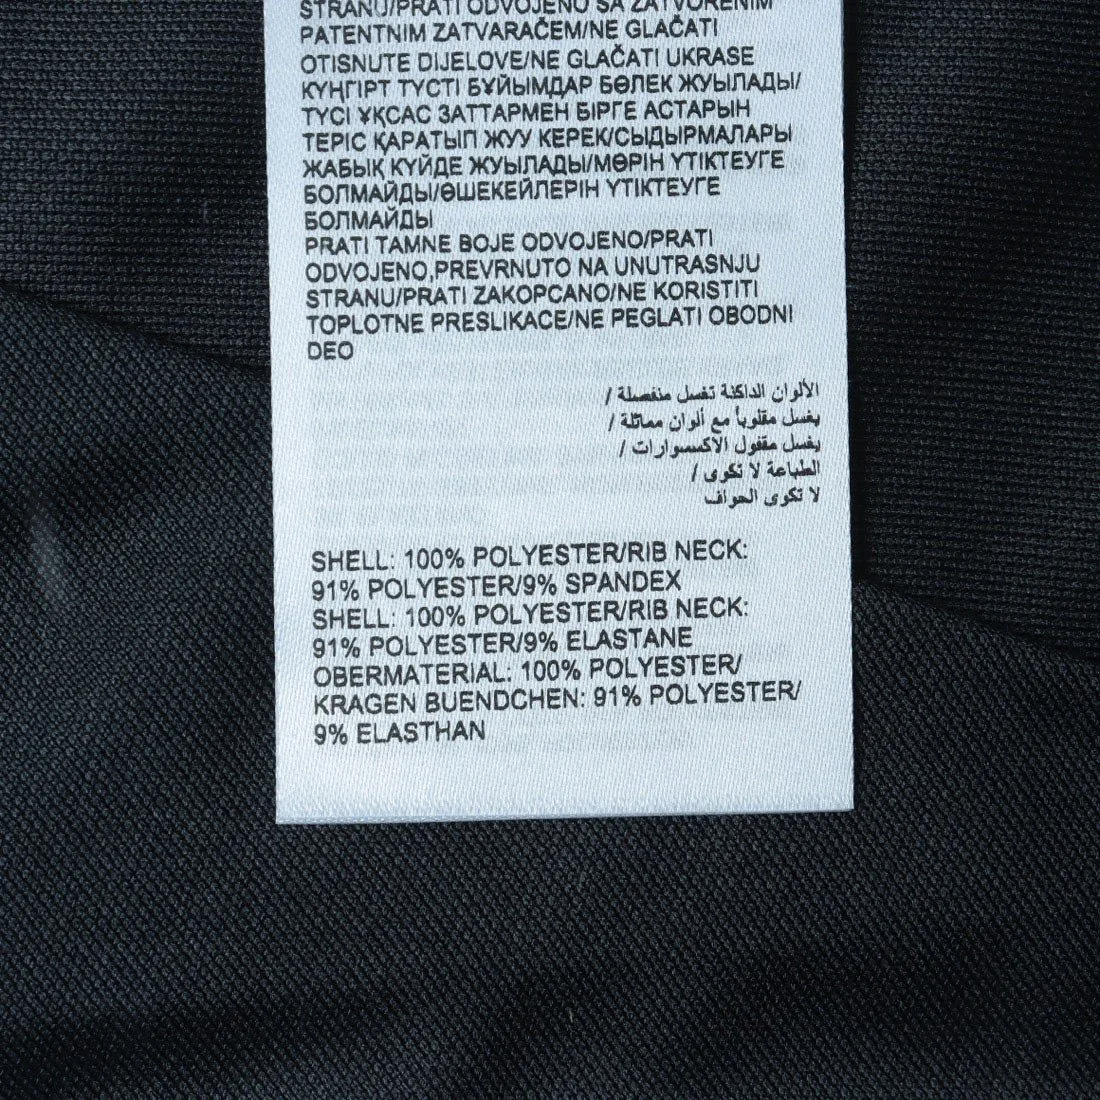 STRANU/PRATI ODVOJENO SA ZATVORENIM
PATENTNIM ZATVARAČEM/NE GLAČATI
OTISNUTE DIJELOVE/NE GLAČATI UKRASE
КҮҢГІРТ ТҮСТІ БҰЙЫМДАР БӨЛЕК ЖУЫЛАДЫ/
ТҮСІ ҰҚСАС ЗАТТАРМЕН БІРГЕ АСТАРЫН
ТЕРІС ҚАРАТЫП ЖУУ КЕРЕК/СЫДЫРМАЛАРЫ
ЖАБЫҚ КҮЙДЕ ЖУЫЛАДЫ/МӨРІН ҮТІКТЕУГЕ
БОЛМАЙДЫ/ӘШЕКЕЙЛЕРІН ҮТІКТЕУГЕ
БОЛМАЙДЫ
PRATI TAMNE BOJE ODVOJENO/PRATI
ODVOJENO,PREVRNUTO NA UNUTRASNJU
STRANU/PRATI ZAKOPCANO/NE KORISTITI
TOPLOTNE PRESLIKACE/NE PEGLATI OBODNI
DEO
الألوان الداكنة تغسل منفصلة /
يغسل مقلوباً مع ألوان مماثلة /
يغسل مقفول الاكسسوارات /
الطباعة لا تكوى /
لا تكوى الحواف
SHELL: 100% POLYESTER/RIB NECK:
91% POLYESTER/9% SPANDEX
SHELL: 100% POLYESTER/RIB NECK:
91% POLYESTER/9% ELASTANE
OBERMATERIAL: 100% POLYESTER/
KRAGEN BUENDCHEN: 91% POLYESTER/
9% ELASTHAN